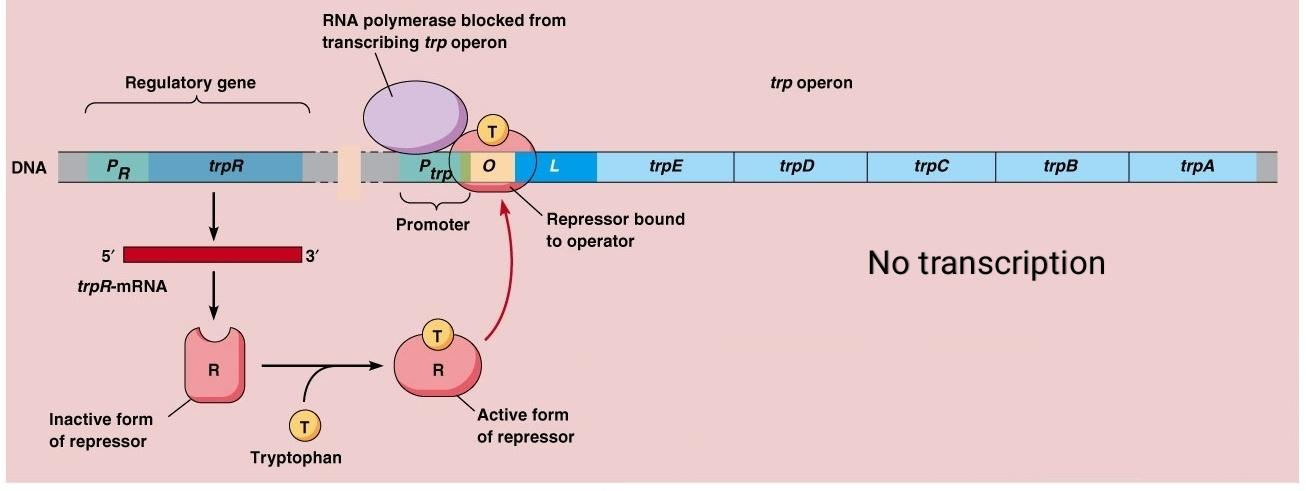 RNA polymerase blocked from
transcribing trp operon
Regulatory gene
trp operon
T
DNA
PR
trpR
Ptrp
O
L
trpE
trpD
trpC
trpB
trpA
Promoter
Repressor bound
to operator
5′
3′
trpR-mRNA
No transcription
R
T
R
Inactive form
of repressor
T
Tryptophan
Active form
of repressor